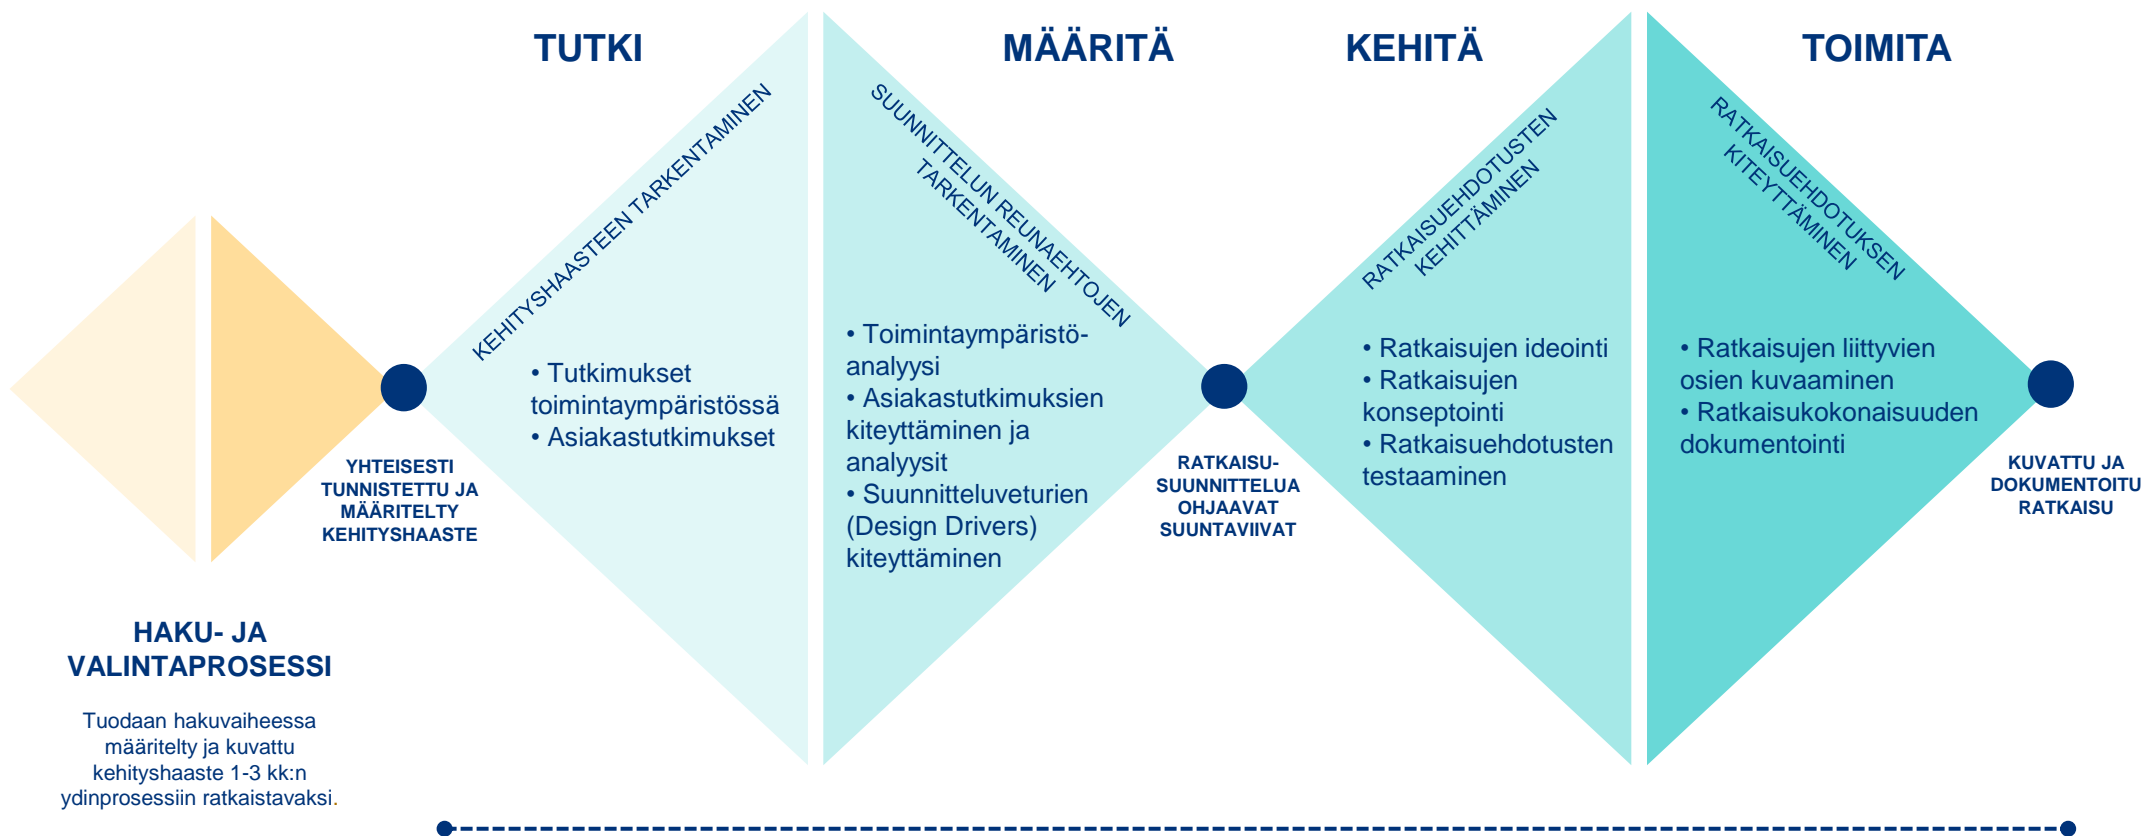 TUTKI
MÄÄRITÄ
KEHITÄ
TOIMITA
KEHITYSHAASTEEN TARKENTAMINEN
SUUNNITTELUN REUNAEHTOJEN
TARKENTAMINEN
RATKAISUEHDOTUSTEN
KEHITTÄMINEN
RATKAISUEHDOTUKSEN
KITEYTTÄMINEN
• Tutkimukset
toimintaympäristössä
• Asiakastutkimukset
• Toimintaympäristö-
analyysi
• Asiakastutkimuksien
kiteyttäminen ja
analyysit
• Suunnitteluveturien
(Design Drivers)
kiteyttäminen
• Ratkaisujen ideointi
• Ratkaisujen
konseptointi
• Ratkaisuehdotusten
testaaminen
• Ratkaisujen liittyvien
osien kuvaaminen
• Ratkaisukokonaisuuden
dokumentointi
YHTEISESTI
TUNNISTETTU JA
MÄÄRITELTY
KEHITYSHAASTE
RATKAISU-
SUUNNITTELUA
OHJAAVAT
SUUNTAVIIVAT
KUVATTU JA
DOKUMENTOITU
RATKAISU
HAKU- JA
VALINTAPROSESSI
Tuodaan hakuvaiheessa
määritelty ja kuvattu
kehityshaaste 1-3 kk:n
ydinprosessiin ratkaistavaksi.